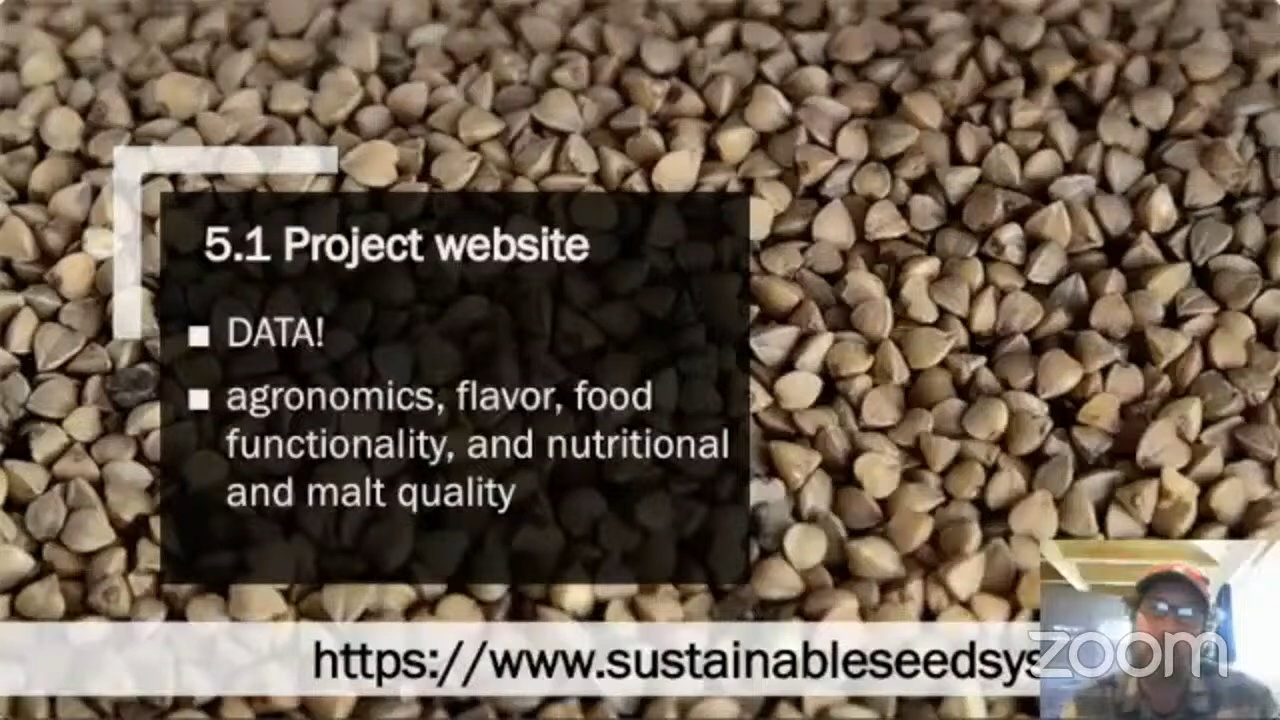 5.1 Project website
DATA!
agronomics, flavor, food
functionality, and nutritional
and malt quality
https://www.sustainableseedsys
zoom